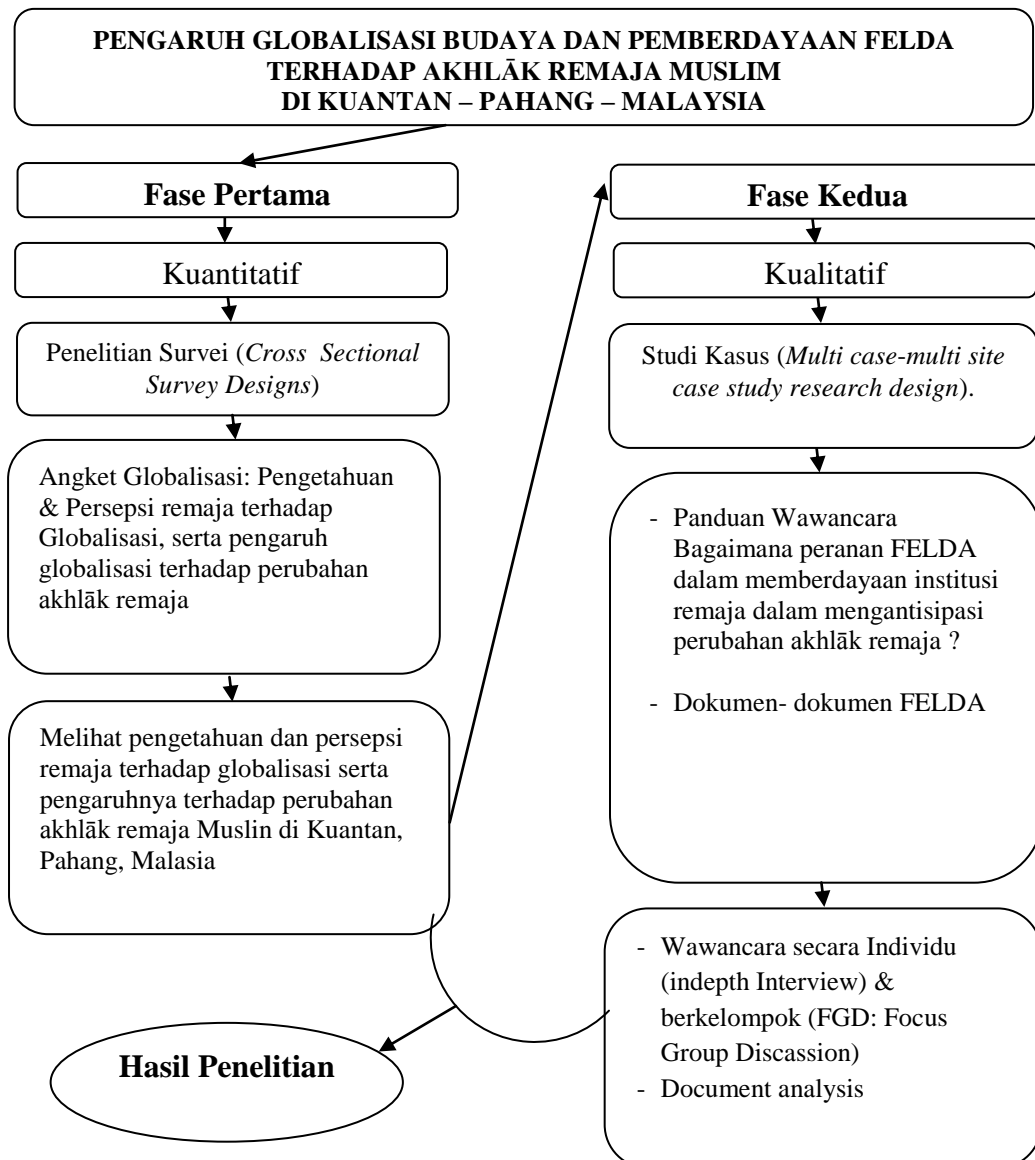 PENGARUH GLOBALISASI BUDAYA DAN PEMBERDAYAAN FELDA
TERHADAP AKHLĀK REMAJA MUSLIM
DI KUANTAN – PAHANG – MALAYSIA
Fase Pertama
Kuantitatif
Penelitian Survei (Cross Sectional
Survey Designs)
Angket Globalisasi: Pengetahuan
& Persepsi remaja terhadap
Globalisasi, serta pengaruh
globalisasi terhadap perubahan
akhlāk remaja
Melihat pengetahuan dan persepsi
remaja terhadap globalisasi serta
pengaruhnya terhadap perubahan
akhlāk remaja Muslin di Kuantan,
Pahang, Malasia
Fase Kedua
Kualitatif
Studi Kasus (Multi case-multi site
case study research design).
- Panduan Wawancara
Bagaimana peranan FELDA
dalam memberdayaan institusi
remaja dalam mengantisipasi
perubahan akhlāk remaja ?
- Dokumen- dokumen FELDA
- Wawancara secara Individu
(indepth Interview) &
berkelompok (FGD: Focus
Group Discassion)
- Document analysis
Hasil Penelitian